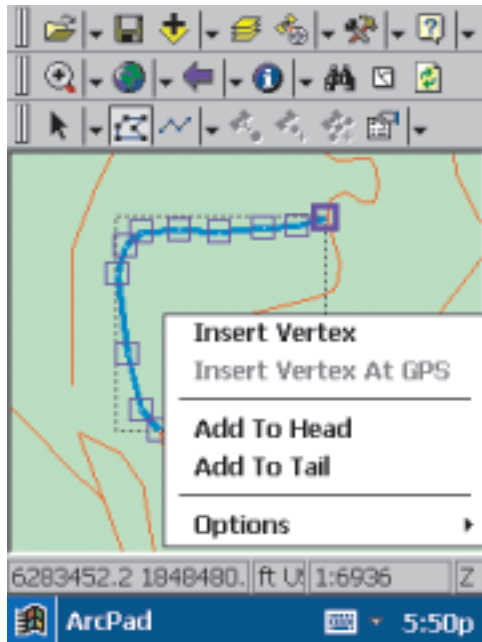 Insert Vertex
Insert Vertex At GPS
Add To Head
Add To Tail
Options
6283452.2 1848480. ft 1:6936 Z
ArcPad 5:50p